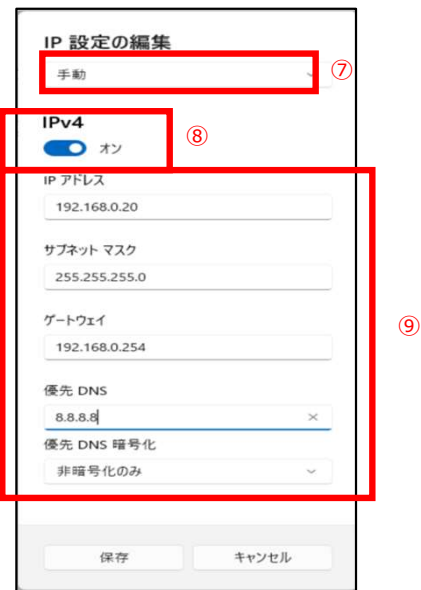 IP 設定の編集
手動
⑦
IPv4
⑧
オン
IP アドレス
192.168.0.20
サブネット マスク
255.255.255.0
ゲートウェイ
⑨
192.168.0.254
優先 DNS
8.8.8.8
優先 DNS 暗号化
非暗号化のみ
保存 キャンセル